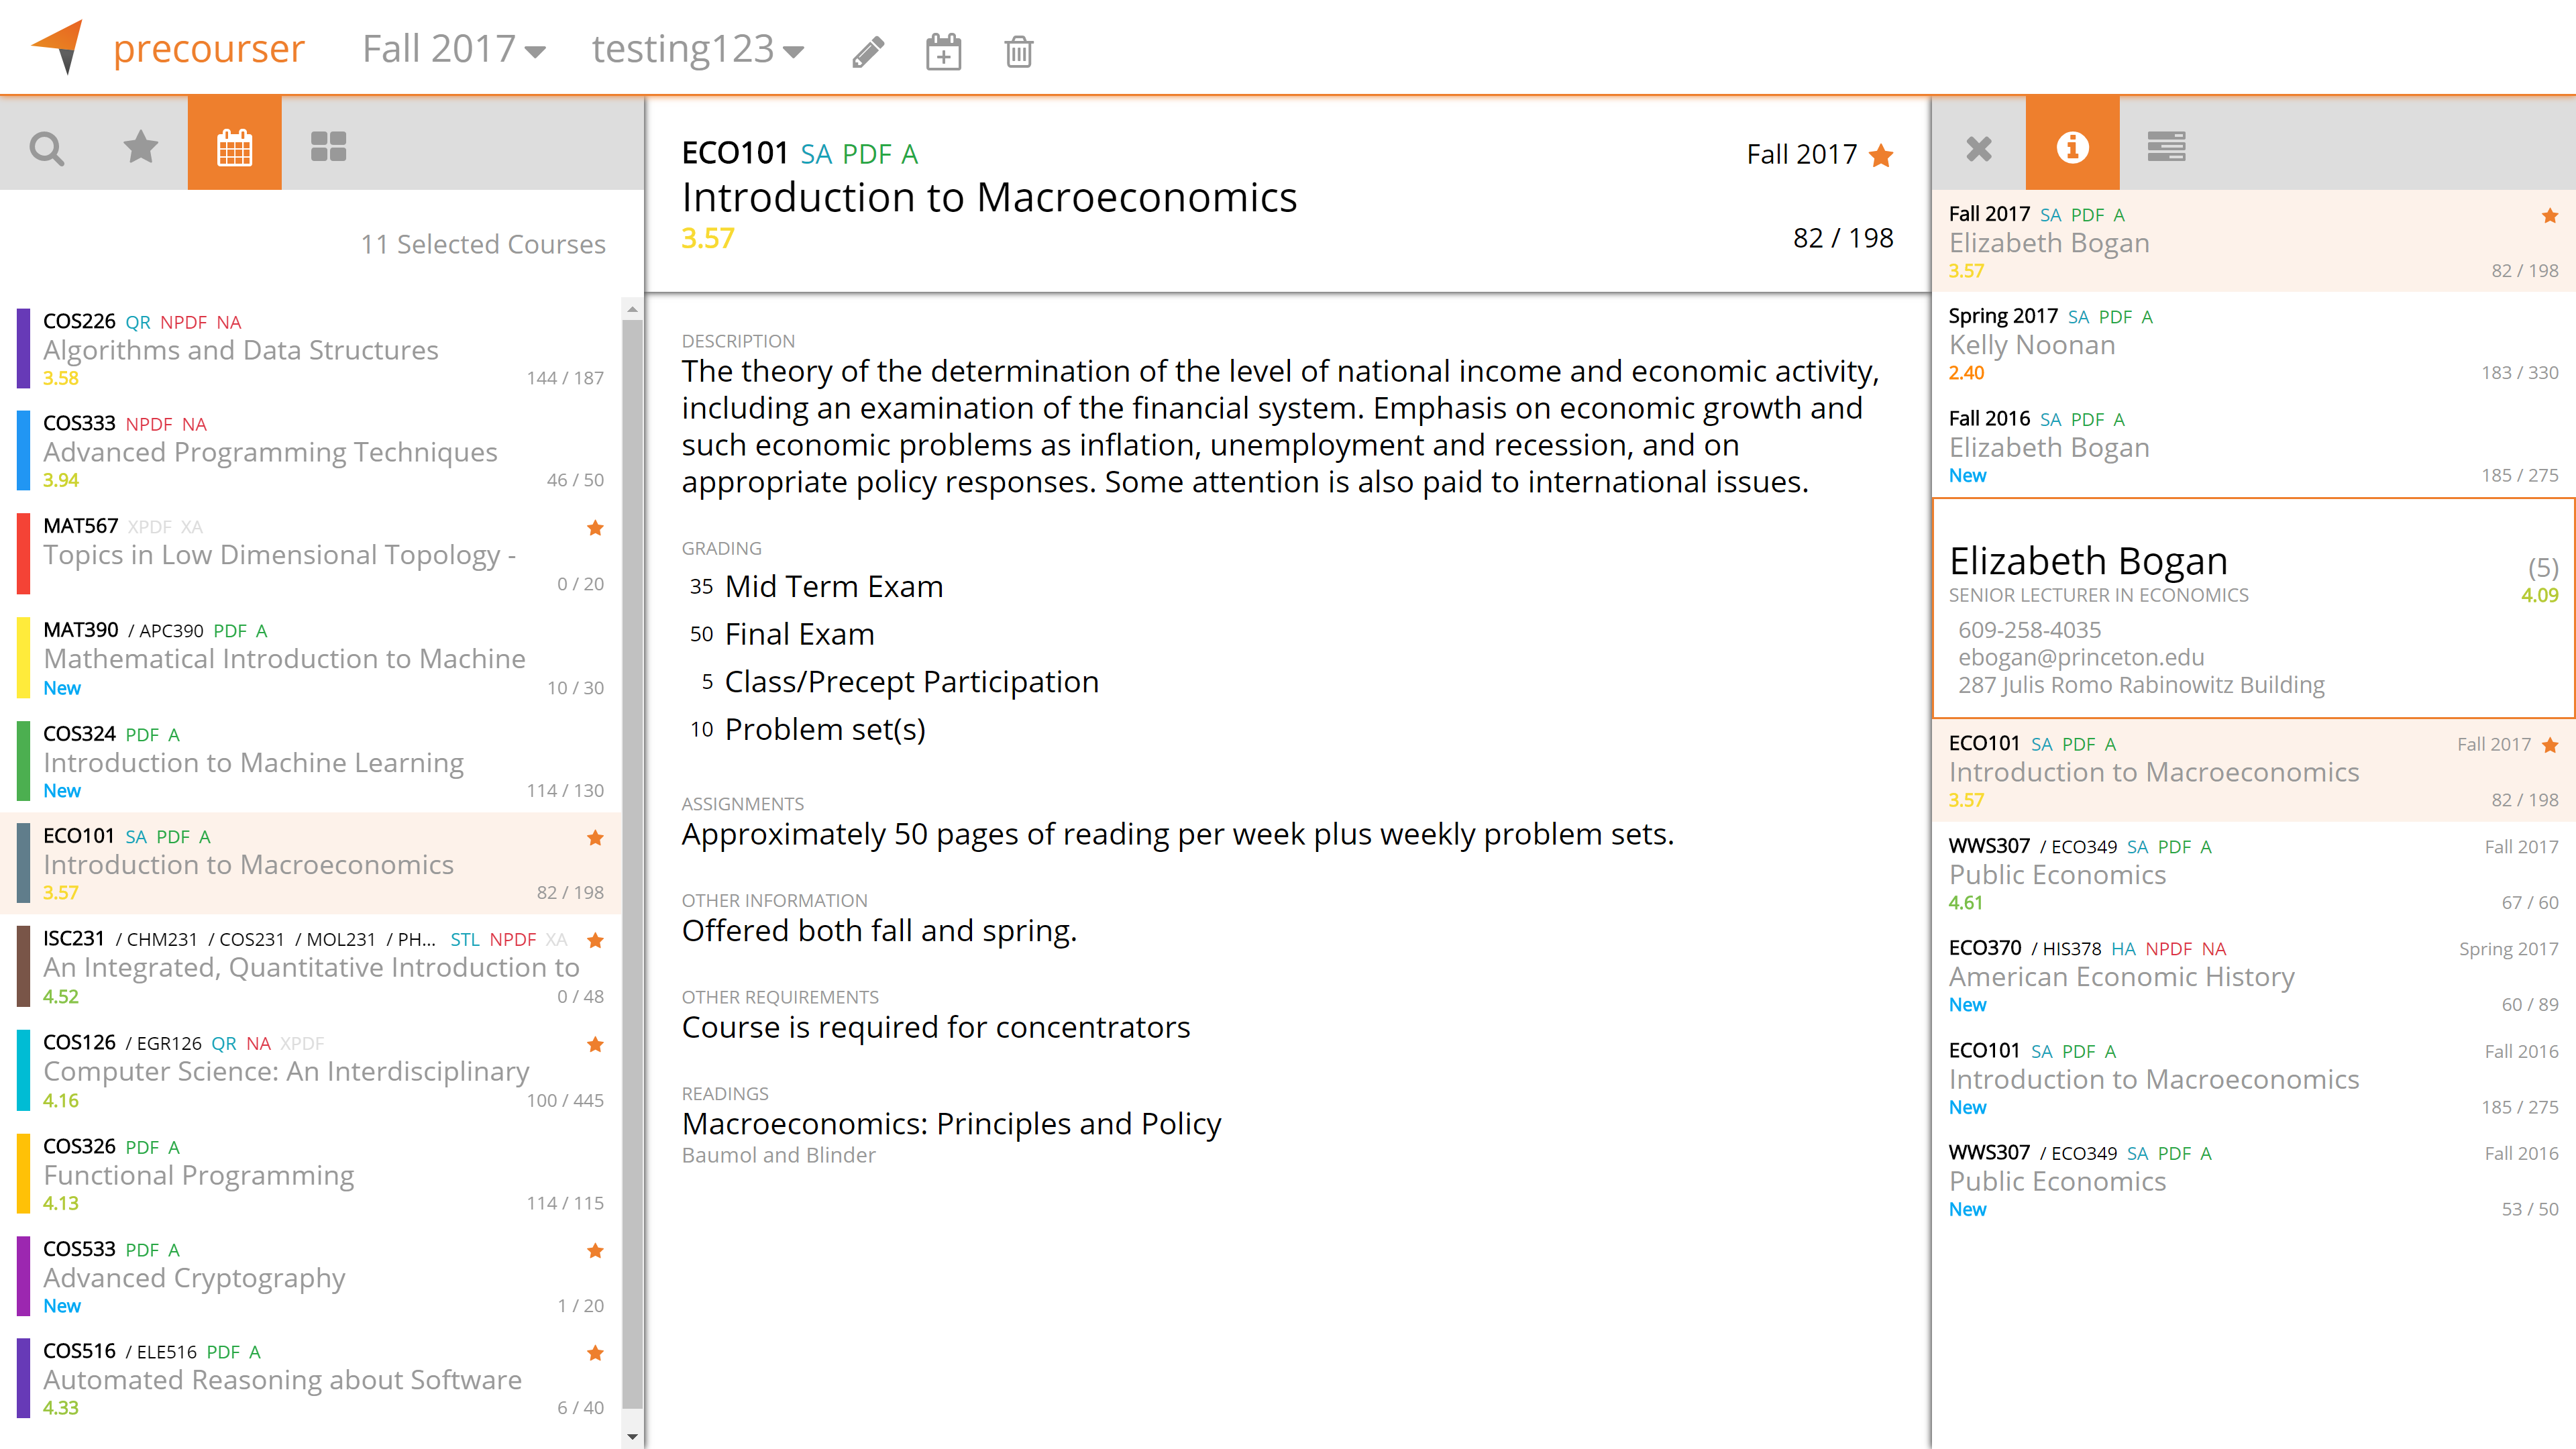 precourser
Fall 2017
testing123
11 Selected Courses
COS226 QR NPDF NA
Algorithms and Data Structures
3.58 144 / 187
COS333 NPDF NA
Advanced Programming Techniques
3.94 46 / 50
MAT567 XPDF XA
Topics in Low Dimensional Topology -
0 / 20
MAT390 / APC390 PDF A
Mathematical Introduction to Machine
New 10 / 30
COS324 PDF A
Introduction to Machine Learning
New 114 / 130
ECO101 SA PDF A
Introduction to Macroeconomics
3.57 82 / 198
ISC231 / CHM231 / COS231 / MOL231 / PH... STL NPDF XA
An Integrated, Quantitative Introduction to
4.52 0 / 48
COS126 / EGR126 QR NA XPDF
Computer Science: An Interdisciplinary
4.16 100 / 445
COS326 PDF A
Functional Programming
4.13 114 / 115
COS533 PDF A
Advanced Cryptography
New 1 / 20
COS516 / ELE516 PDF A
Automated Reasoning about Software
4.33 6 / 40
ECO101 SA PDF A Fall 2017
Introduction to Macroeconomics
3.57 82 / 198
DESCRIPTION
The theory of the determination of the level of national income and economic activity,
including an examination of the financial system. Emphasis on economic growth and
such economic problems as inflation, unemployment and recession, and on
appropriate policy responses. Some attention is also paid to international issues.
GRADING
35 Mid Term Exam
50 Final Exam
5 Class/Precept Participation
10 Problem set(s)
ASSIGNMENTS
Approximately 50 pages of reading per week plus weekly problem sets.
OTHER INFORMATION
Offered both fall and spring.
OTHER REQUIREMENTS
Course is required for concentrators
READINGS
Macroeconomics: Principles and Policy
Baumol and Blinder
Fall 2017 SA PDF A
Elizabeth Bogan
3.57 82 / 198
Spring 2017 SA PDF A
Kelly Noonan
2.40 183 / 330
Fall 2016 SA PDF A
Elizabeth Bogan
New 185 / 275
Elizabeth Bogan (5)
SENIOR LECTURER IN ECONOMICS 4.09
609-258-4035
ebogan@princeton.edu
287 Julis Romo Rabinowitz Building
ECO101 SA PDF A Fall 2017
Introduction to Macroeconomics
3.57 82 / 198
WWS307 / ECO349 SA PDF A Fall 2017
Public Economics
4.61 67 / 60
ECO370 / HIS378 HA NPDF NA Spring 2017
American Economic History
New 60 / 89
ECO101 SA PDF A Fall 2016
Introduction to Macroeconomics
New 185 / 275
WWS307 / ECO349 SA PDF A Fall 2016
Public Economics
New 53 / 50